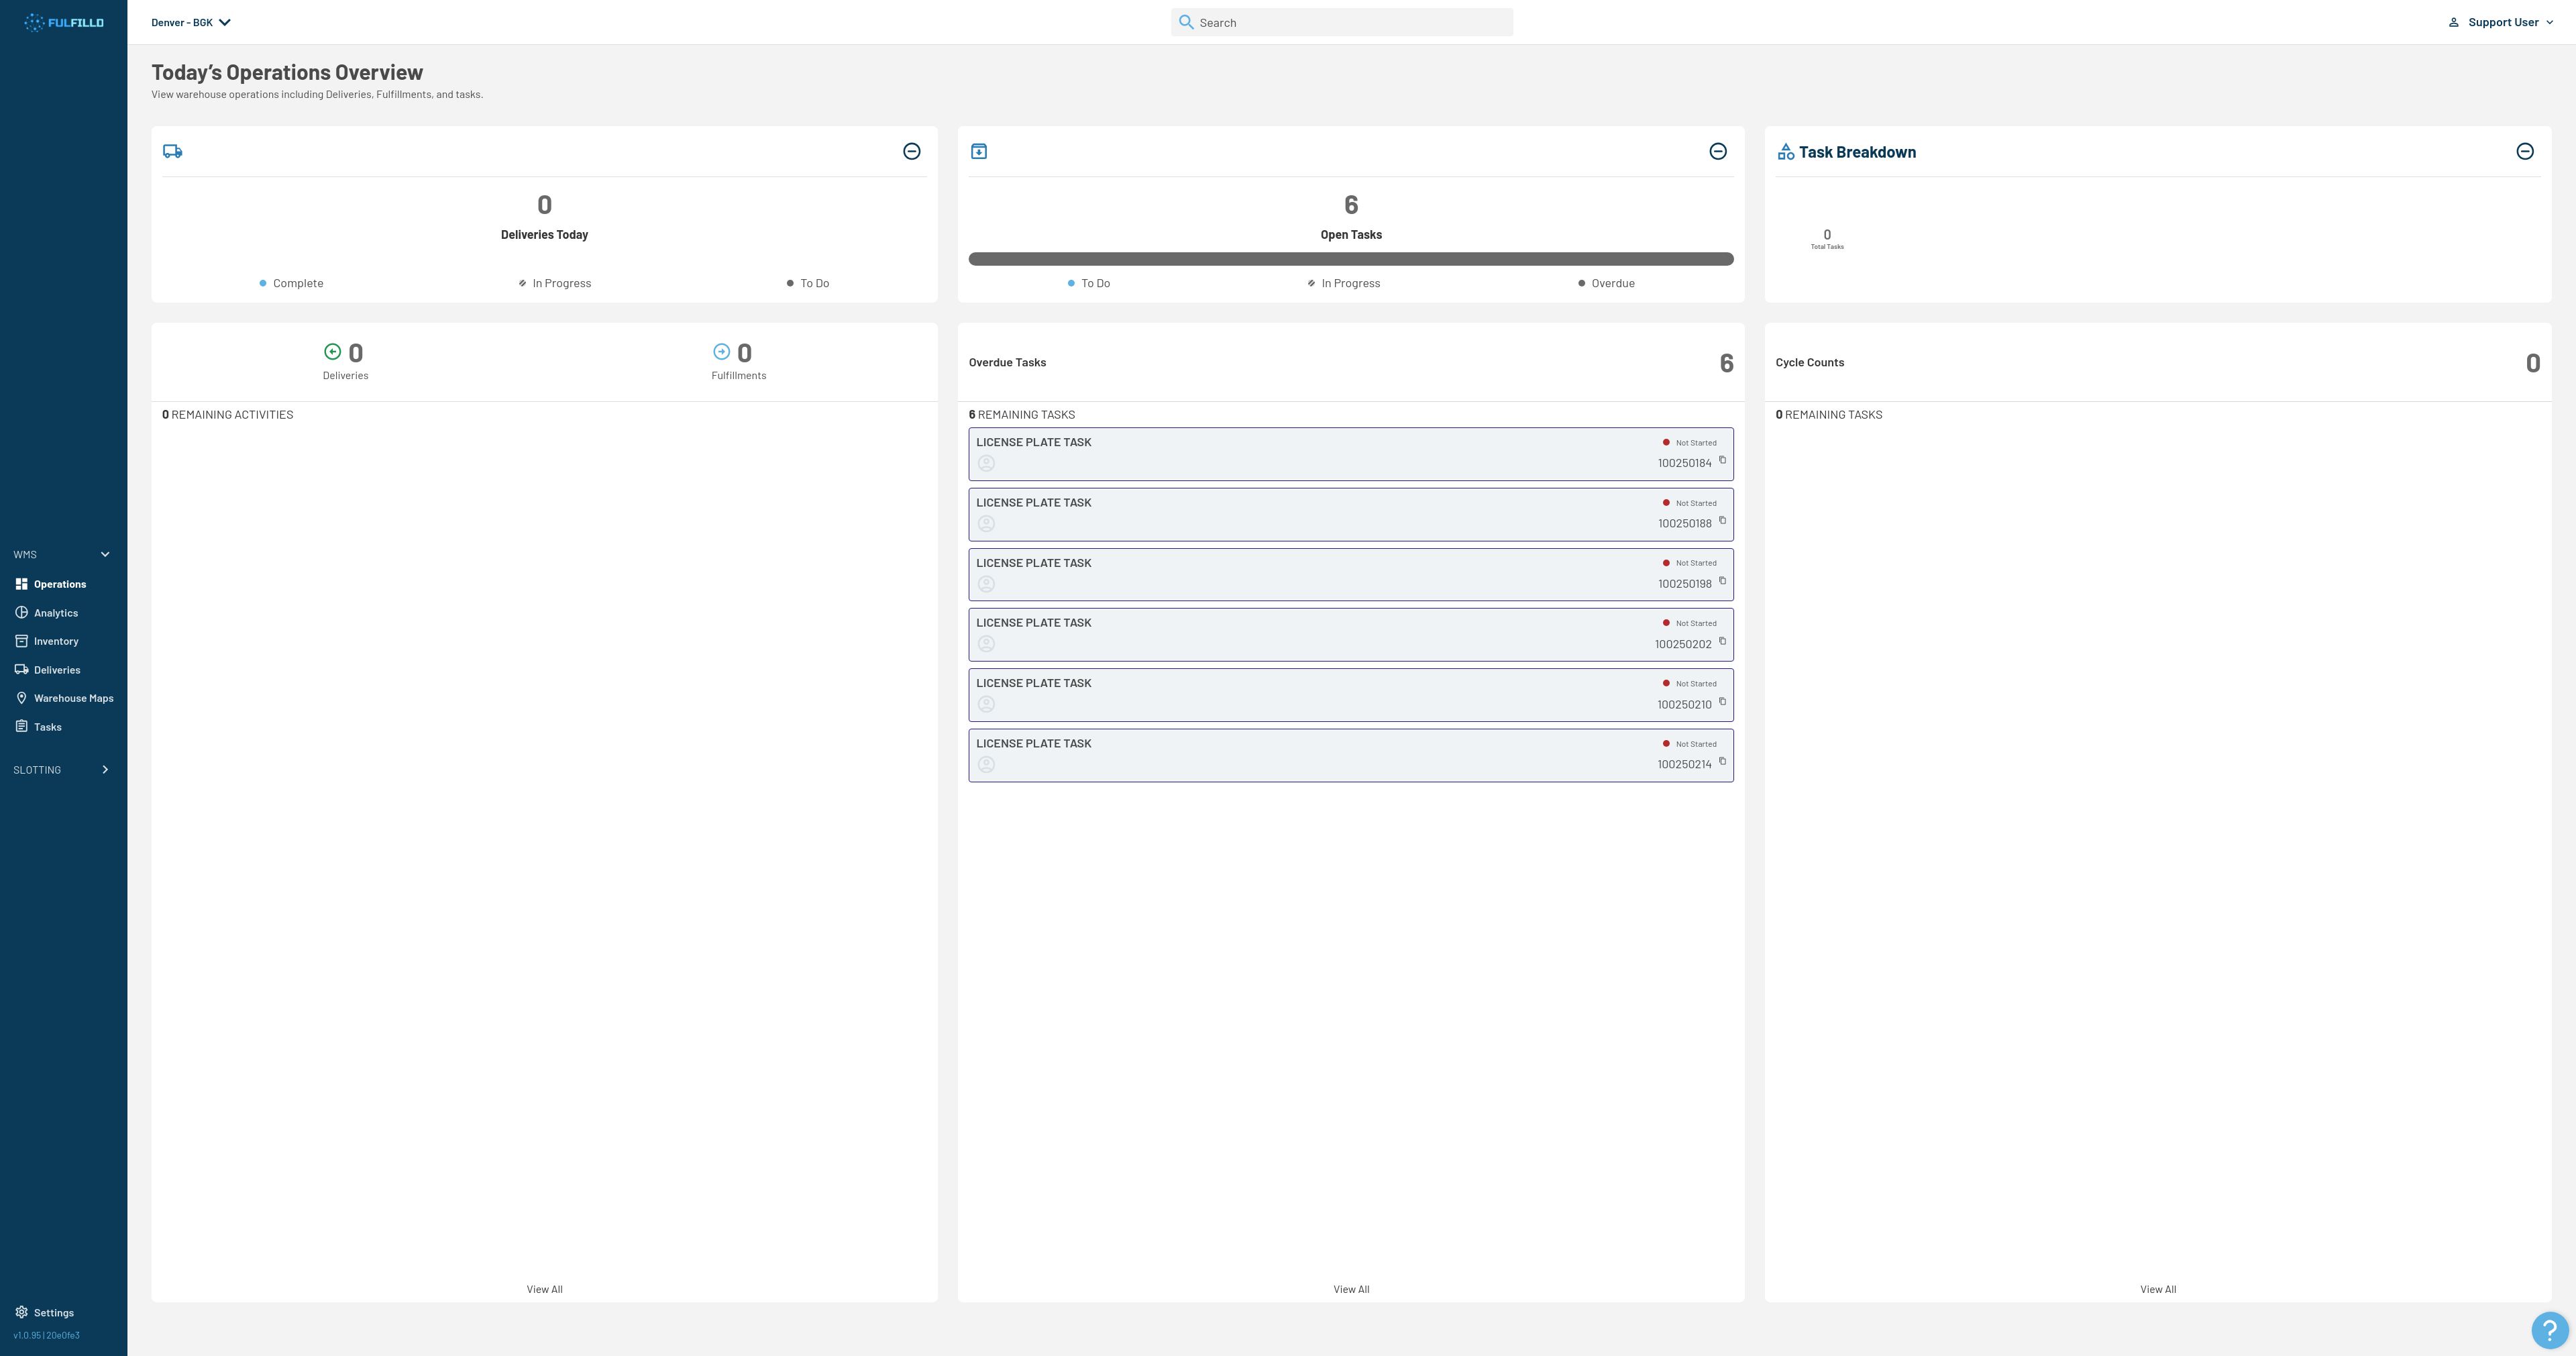 FULFILLD
Denver - BGK
Search
Support User
Today's Operations Overview
View warehouse operations including Deliveries, Fulfillments, and tasks.
0
Deliveries Today
Complete
In Progress
To Do
6
Open Tasks
To Do
In Progress
Overdue
Task Breakdown
0
Total Tasks
0
Deliveries
0
Fulfillments
0 REMAINING ACTIVITIES
View All
Overdue Tasks
6
6 REMAINING TASKS
LICENSE PLATE TASK
Not Started
100250184
LICENSE PLATE TASK
Not Started
100250188
LICENSE PLATE TASK
Not Started
100250198
LICENSE PLATE TASK
Not Started
100250202
LICENSE PLATE TASK
Not Started
100250210
LICENSE PLATE TASK
Not Started
100250214
View All
Cycle Counts
0
0 REMAINING TASKS
View All
WMS
Operations
Analytics
Inventory
Deliveries
Warehouse Maps
Tasks
SLOTTING
Settings
v1.0.95 | 20e0fe3
?